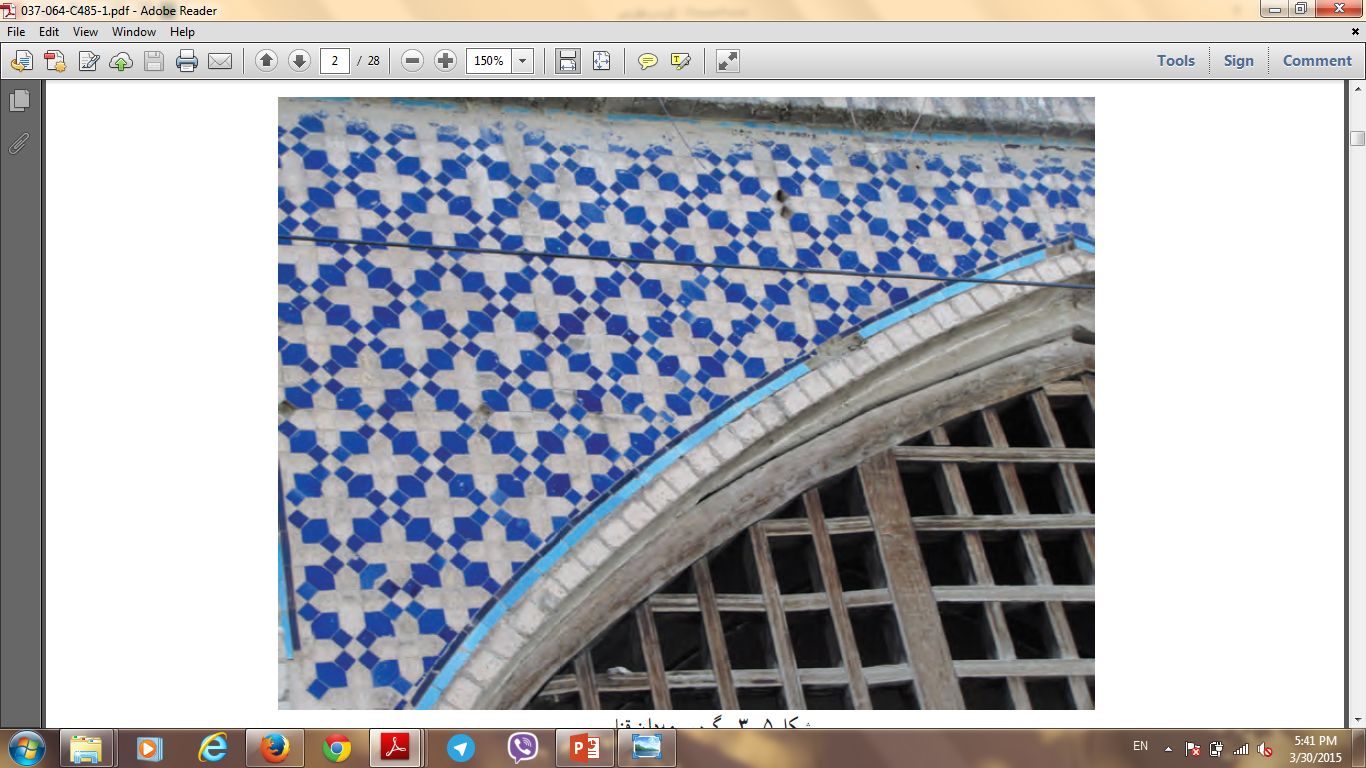 037-064-C485-1.pdf - Adobe Reader
File Edit View Window Help
2 / 28 150% Tools Sign Comment
EN 5:41 PM
3/30/2015